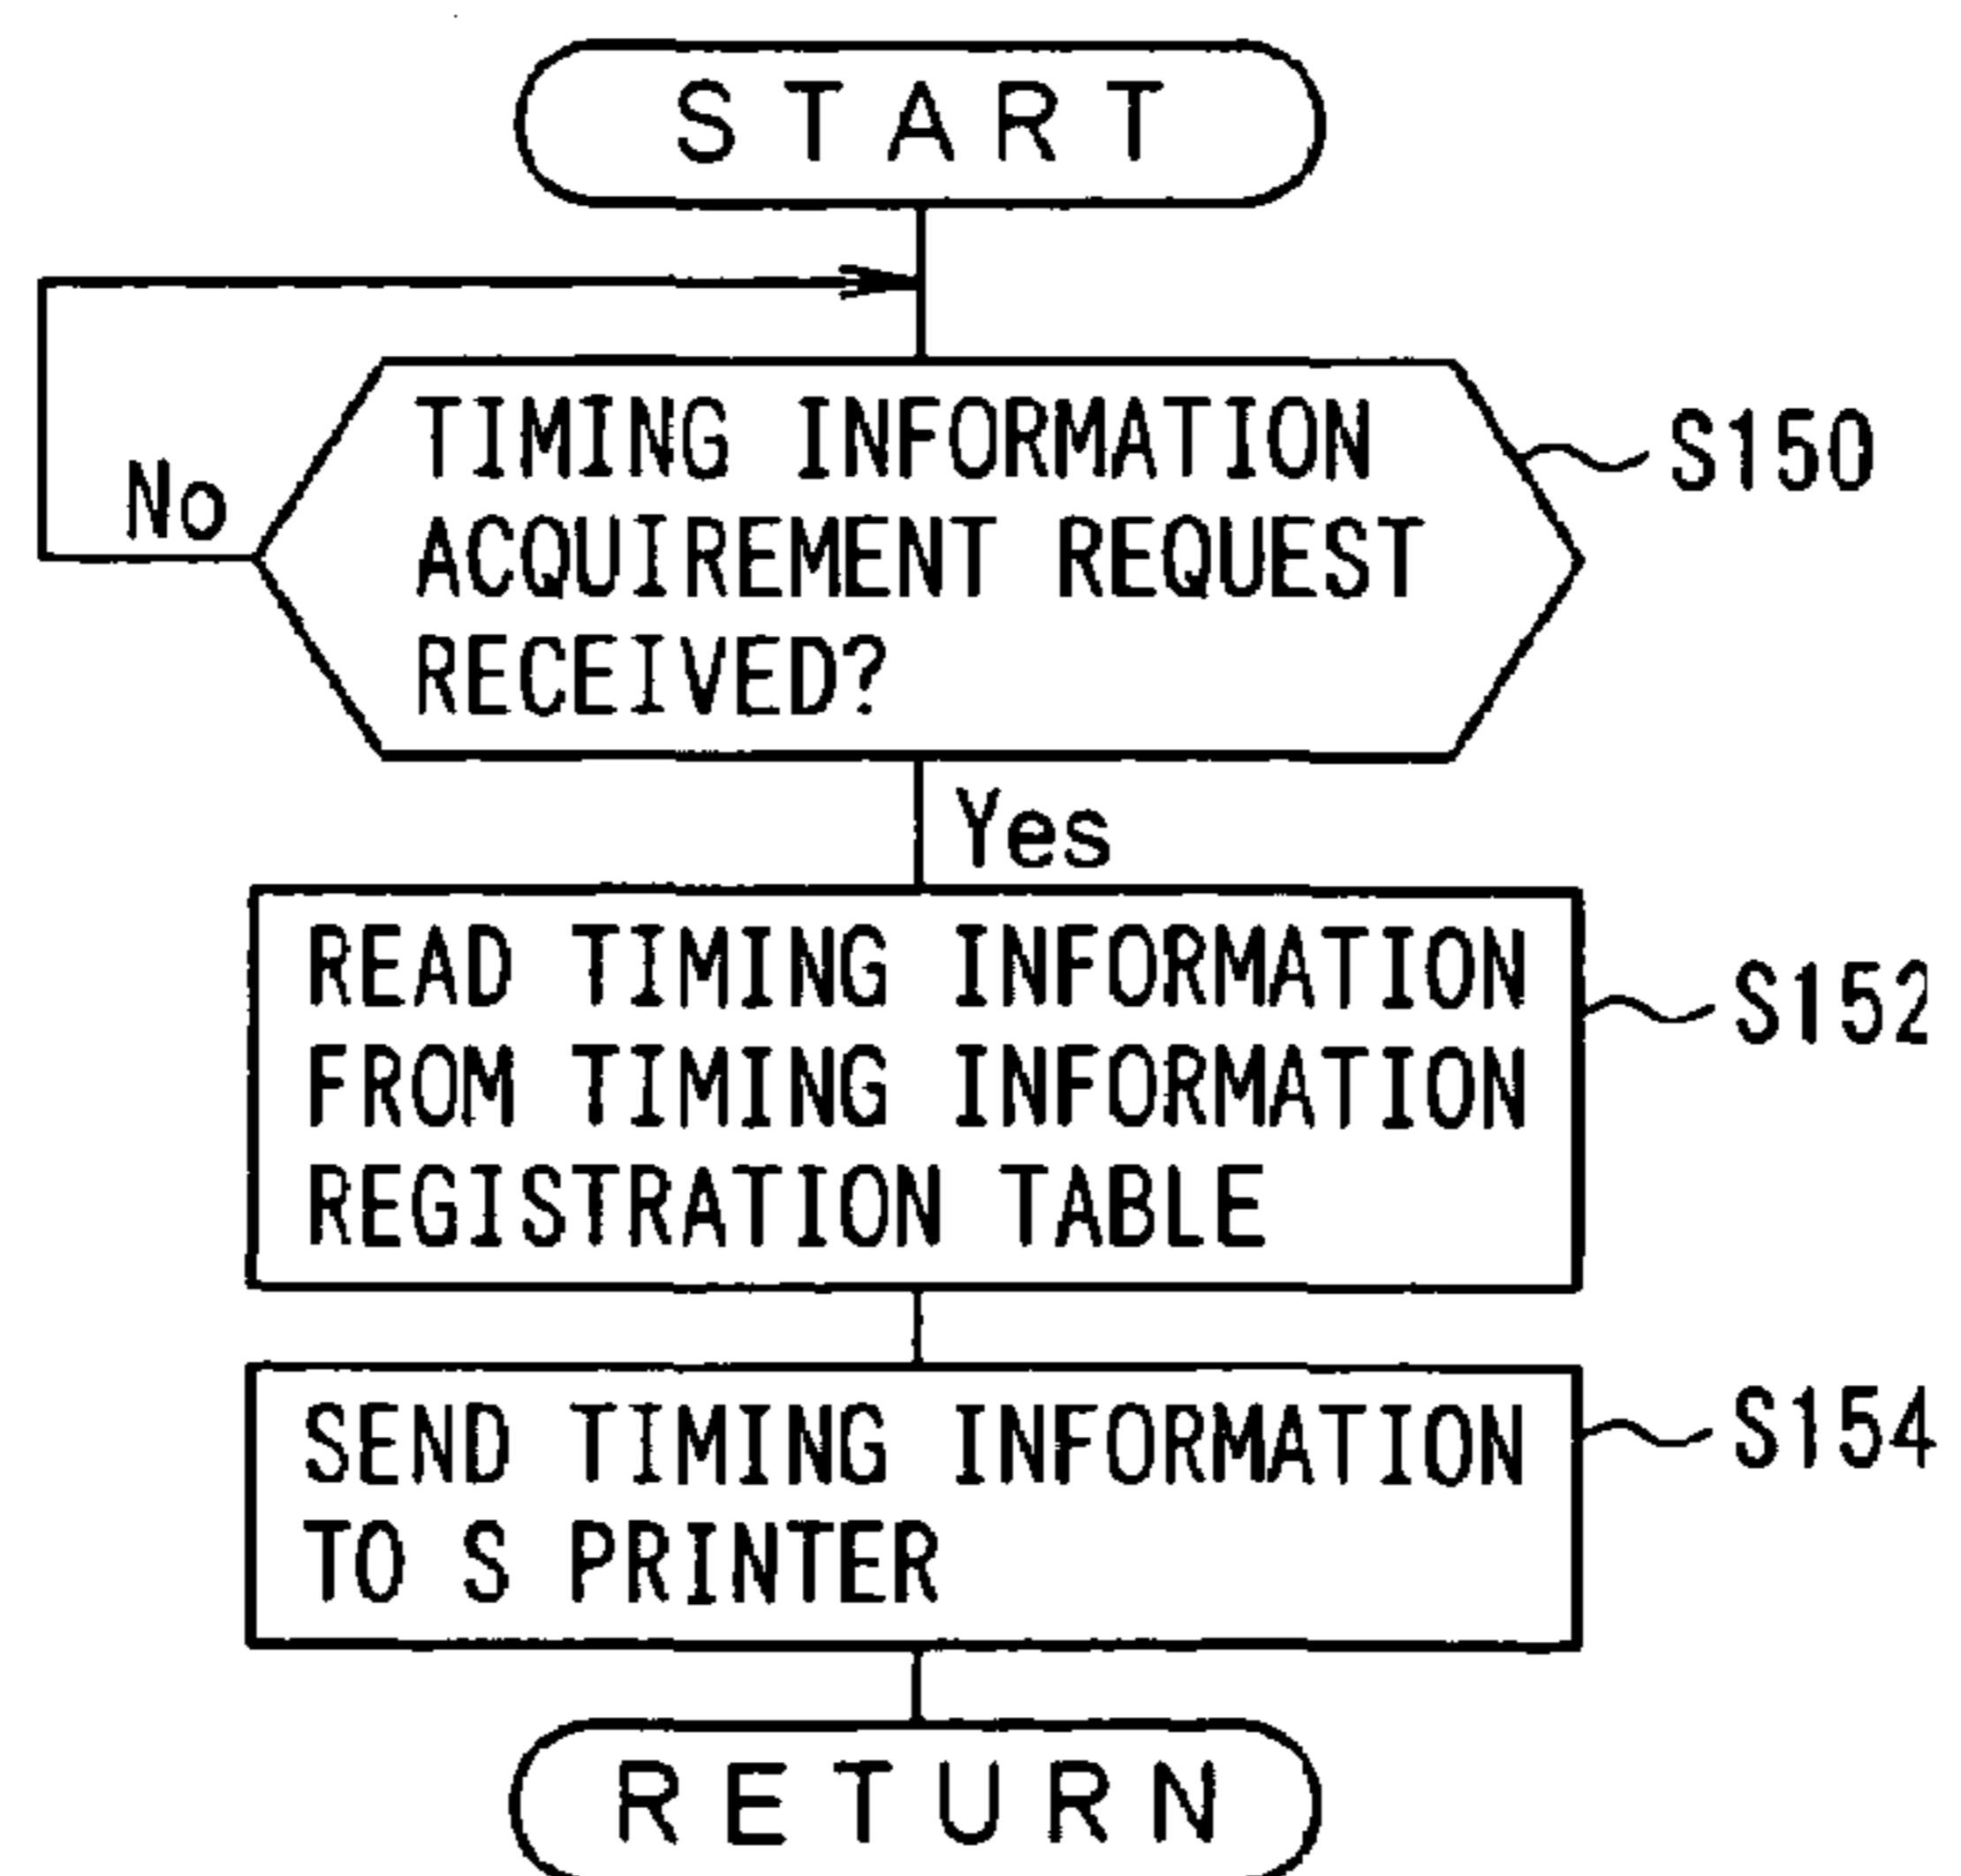 START
TIMING INFORMATION
ACQUIREMENT REQUEST
RECEIVED?
S150
No
Yes
READ TIMING INFORMATION
FROM TIMING INFORMATION
REGISTRATION TABLE
S152
SEND TIMING INFORMATION
TO S PRINTER
S154
RETURN